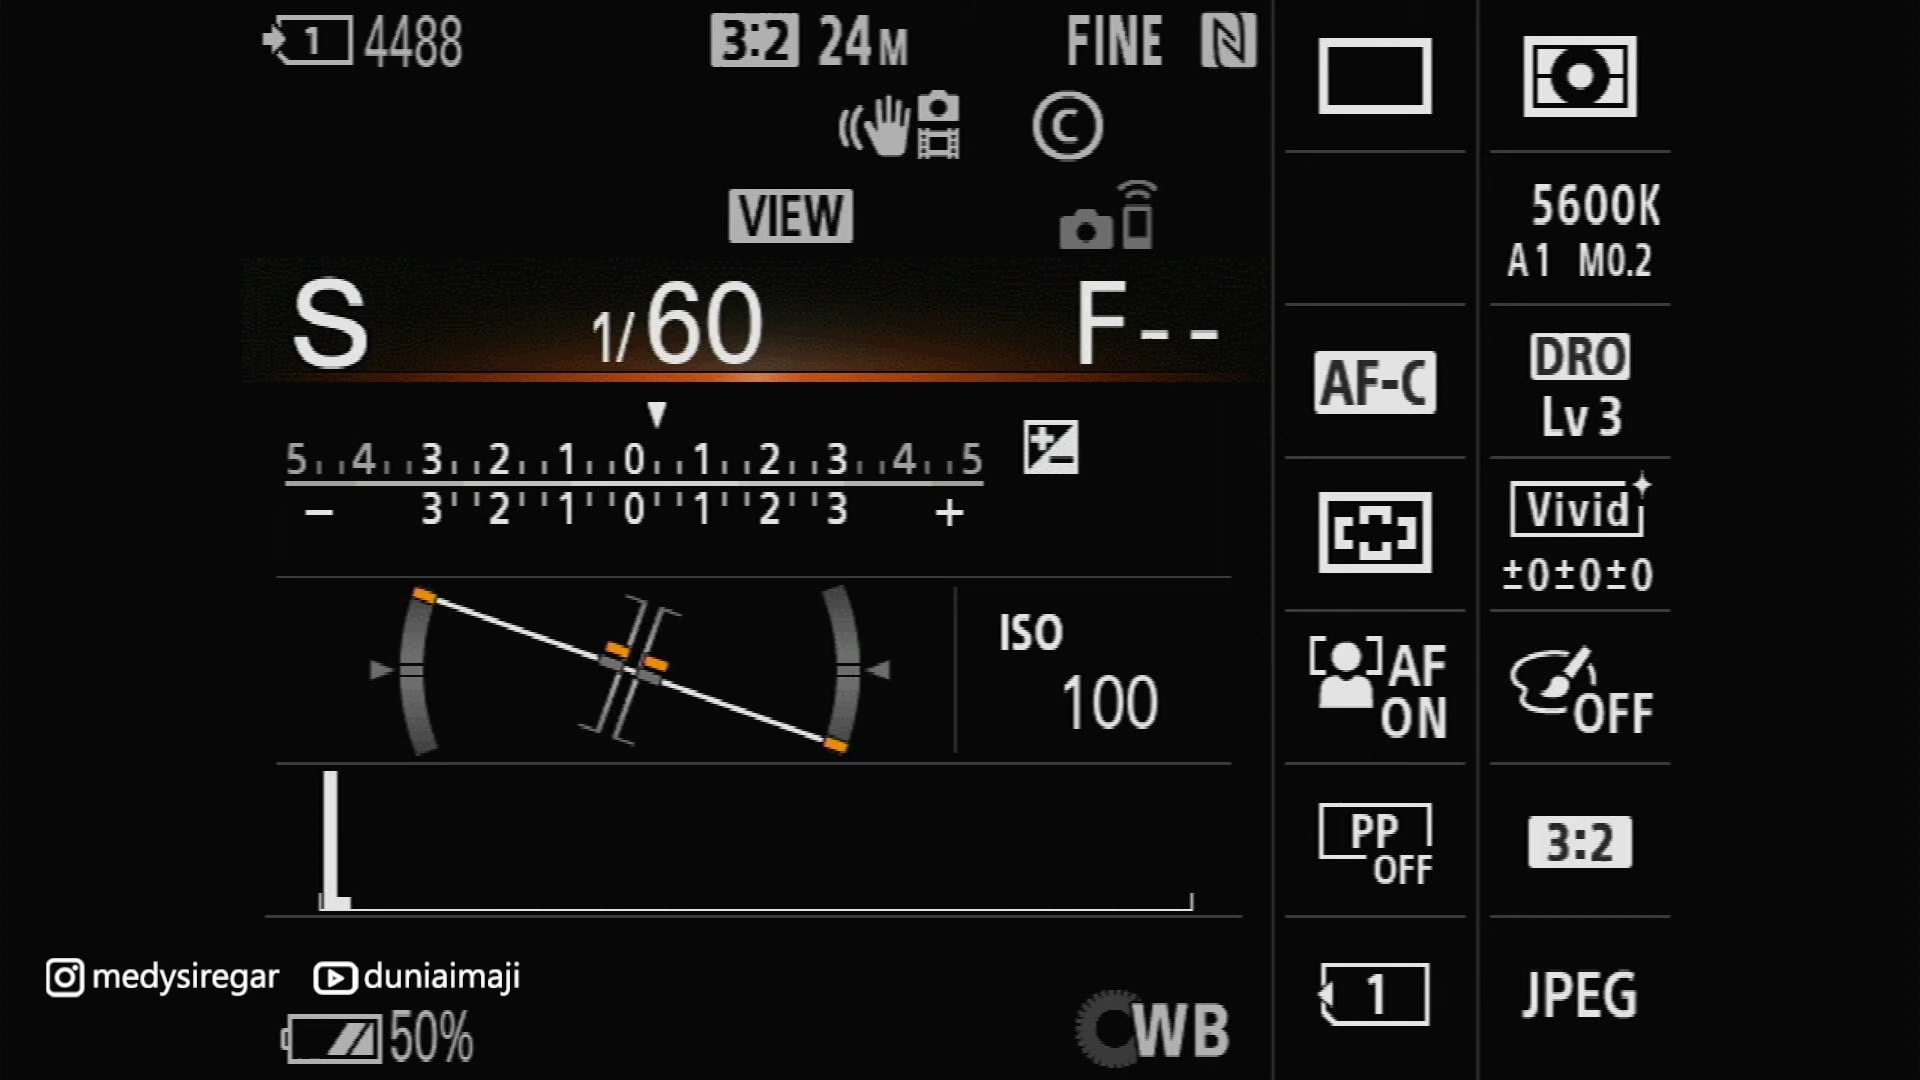 1 4488 3:2 24M FINE N
C
VIEW
S 1/60 F--
5 4 3 2 1 0 1 2 3 4 5
- 3 2 1 0 1 2 3 +
ISO
100
medysiregar duniaimaji
50% WB
5600K
A1 M0.2
AF-C
DRO
Lv 3
Vivid
±0±0±0
AF
ON
OFF
PP
OFF
3:2
1
JPEG